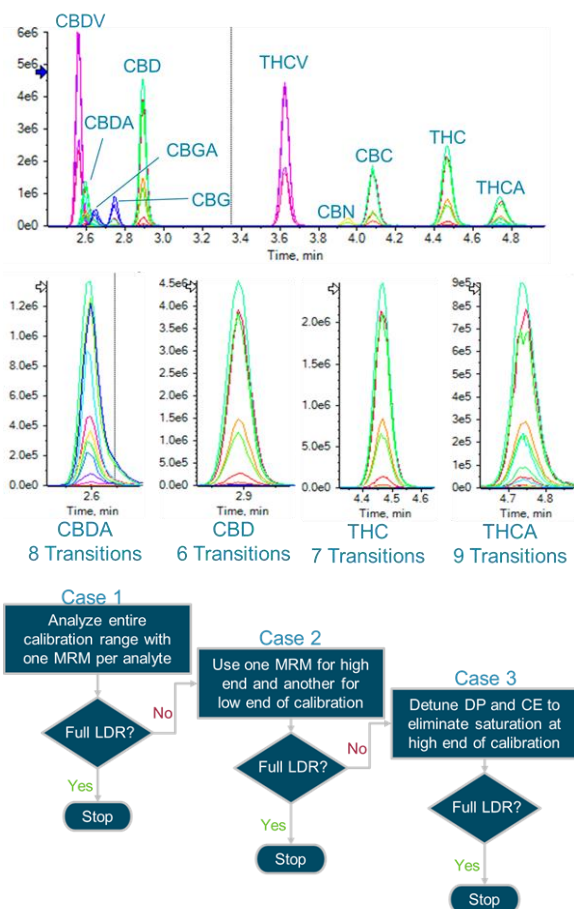 CBDV
6e6
5e6
4e6
3e6
2e6
1e6
0e0
CBD
THCV
CBDA
CBGA
CBG
CBC
THC
CBN
THCA
2.6 2.8 3.0 3.2 3.4 3.6 3.8 4.0 4.2 4.4 4.6 4.8
Time, min
1.2e6
1.0e6
8.0e5
6.0e5
4.0e5
2.0e5
0.0e0
2.6
Time, min
CBDA
8 Transitions
4.5e6
4.0e6
3.5e6
3.0e6
2.5e6
2.0e6
1.5e6
1.0e6
5.0e5
0.0e0
2.9
Time, min
CBD
6 Transitions
2.0e6
1.5e6
1.0e6
5.0e5
0.0e0
4.4 4.5 4.6
Time, min
THC
7 Transitions
9e5
8e5
7e5
6e5
5e5
4e5
3e5
2e5
1e5
0e0
4.7 4.8
Time, min
THCA
9 Transitions
Case 1
Analyze entire
calibration range with
one MRM per analyte
Full LDR?
No
Yes
Stop
Case 2
Use one MRM for high
end and another for
low end of calibration
Full LDR?
No
Yes
Stop
Case 3
Detune DP and CE to
eliminate saturation at
high end of calibration
Full LDR?
Yes
Stop